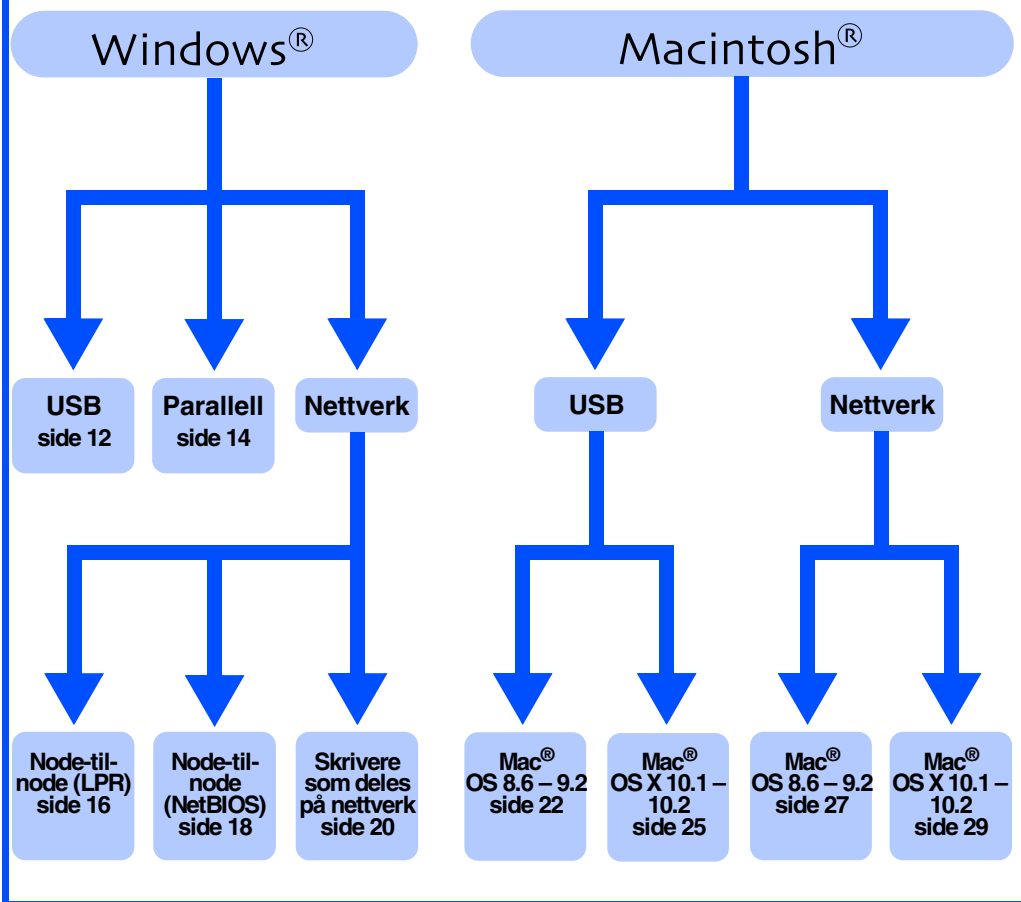 Windows®
Macintosh®
USB
side 12
Parallell
side 14
Nettverk
USB
Nettverk
Node-til-
node (LPR)
side 16
Node-til-
node
(NetBIOS)
side 18
Skrivere
som deles
på nettverk
side 20
Mac®
OS 8.6 – 9.2
side 22
Mac®
OS X 10.1 –
10.2
side 25
Mac®
OS 8.6 – 9.2
side 27
Mac®
OS X 10.1 –
10.2
side 29